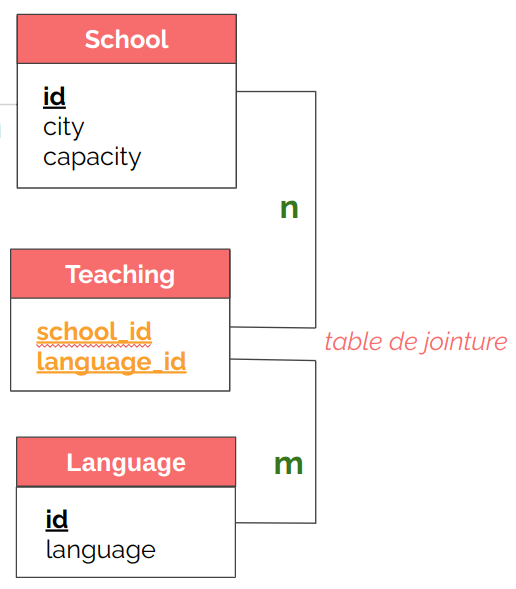 School
id
city
capacity
n
Teaching
school_id
language_id
table de jointure
Language
m
id
language